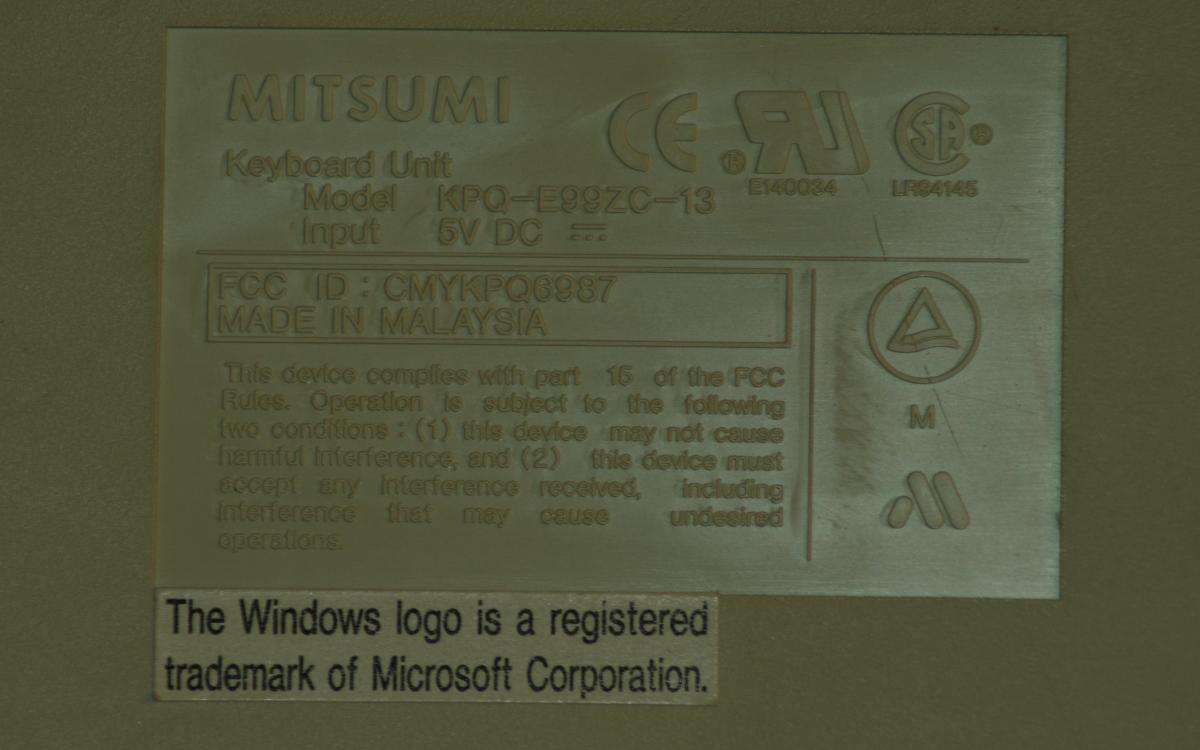 MITSUMI
Keyboard Unit
Model KPQ-E99ZC-13
Input 5V DC
CE
®
E140034
SA ®
LR94145
FCC ID : CMYKPQ6987
MADE IN MALAYSIA
This device complies with part 15 of the FCC
Rules. Operation is subject to the following
two conditions : (1) this device may not cause
harmful interference, and (2) this device must
accept any interference received, including
interference that may cause undesired
operations.
M
The Windows logo is a registered
trademark of Microsoft Corporation.